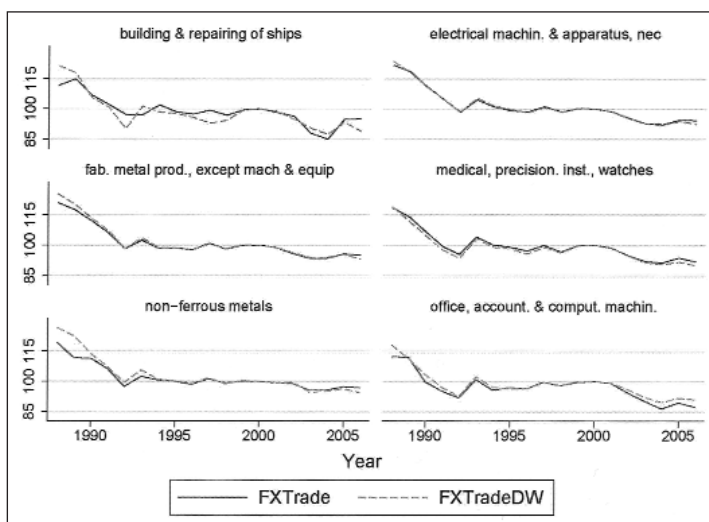 building & repairing of ships
electrical machin. & apparatus, nec
115
100
85
fab. metal prod., except mach & equip
medical, precision. inst., watches
115
100
85
non-ferrous metals
office, account. & comput. machin.
115
100
85
1990 1995 2000 2005 1990 1995 2000 2005
Year
FXTrade FXTradeDW